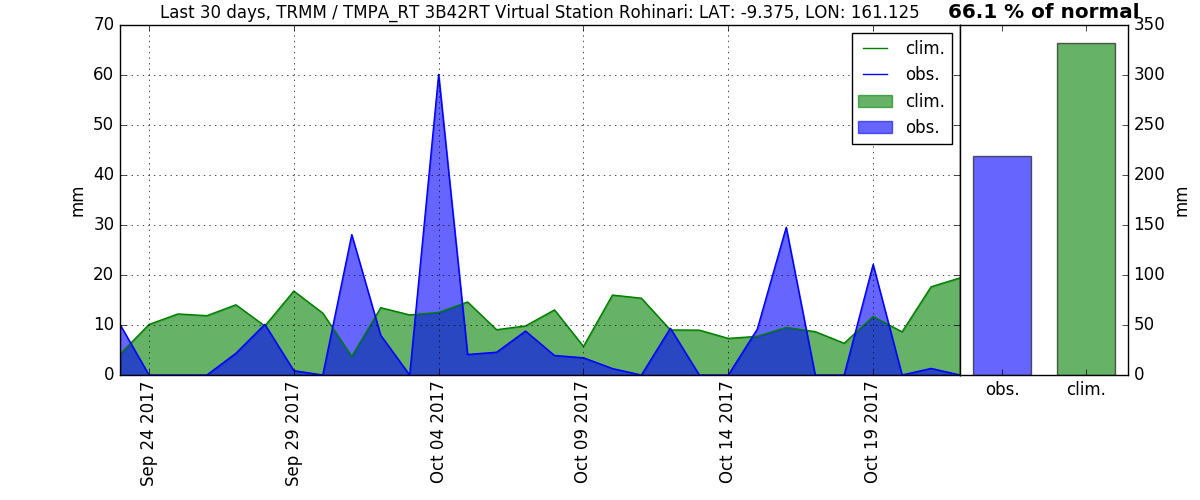 Last 30 days, TRMM / TMPA_RT 3B42RT Virtual Station Rohinari: LAT: -9.375, LON: 161.125
66.1 % of normal
70
60
50
40
30
20
10
0
mm
clim.
obs.
clim.
obs.
350
300
250
200
150
100
50
0
mm
Sep 24 2017
Sep 29 2017
Oct 04 2017
Oct 09 2017
Oct 14 2017
Oct 19 2017
obs.
clim.